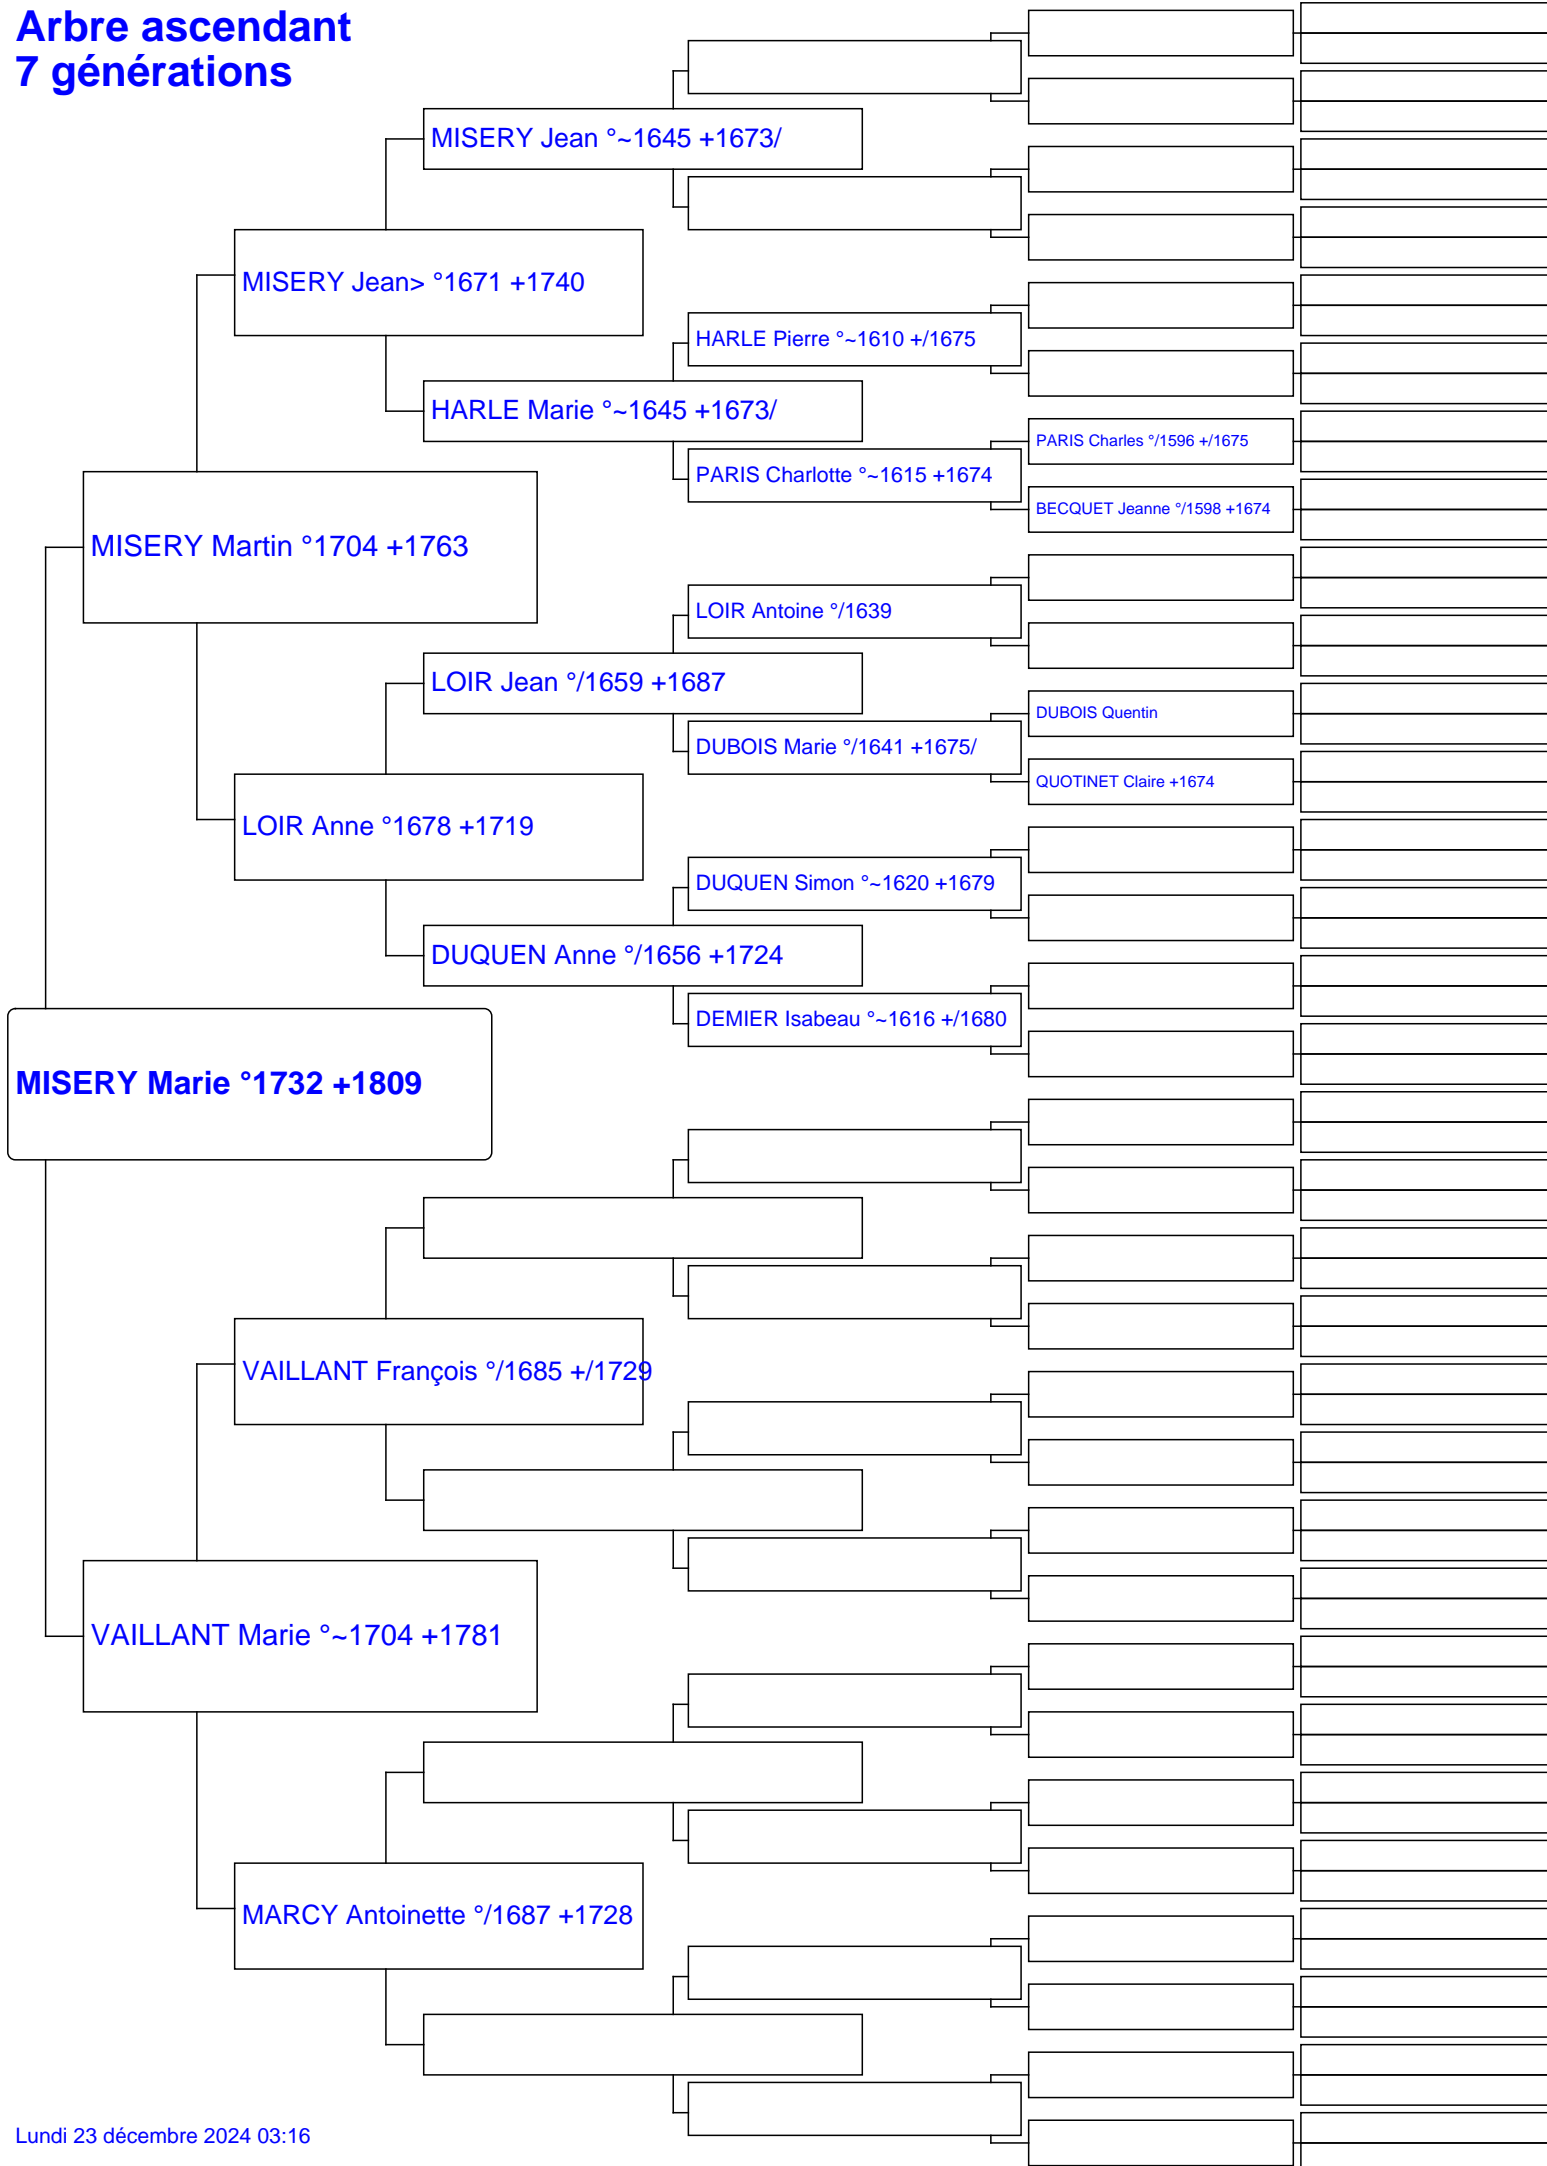 Arbre ascendant
7 générations
MISERY Jean °~1645 +1673/
MISERY Jean> °1671 +1740
HARLE Pierre °~1610 +/1675
HARLE Marie °~1645 +1673/
PARIS Charles °/1596 +/1675
PARIS Charlotte °~1615 +1674
BECQUET Jeanne °/1598 +1674
MISERY Martin °1704 +1763
LOIR Antoine °/1639
LOIR Jean °/1659 +1687
DUBOIS Quentin
DUBOIS Marie °/1641 +1675/
QUOTINET Claire +1674
LOIR Anne °1678 +1719
DUQUEN Simon °~1620 +1679
DUQUEN Anne °/1656 +1724
DEMIER Isabeau °~1616 +/1680
MISERY Marie °1732 +1809
VAILLANT François °/1685 +/1729
VAILLANT Marie °~1704 +1781
MARCY Antoinette °/1687 +1728
Lundi 23 décembre 2024 03:16